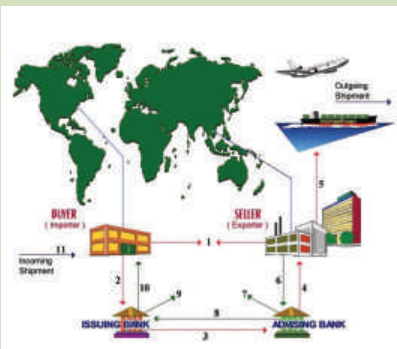 Outgoing
Shipment
BUYER
( Importer )
SELLER
( Exporter )
5
1
11
Incoming
Shipment
2
10
9
6
4
8
3
ISSUING BANK
ADVISING BANK